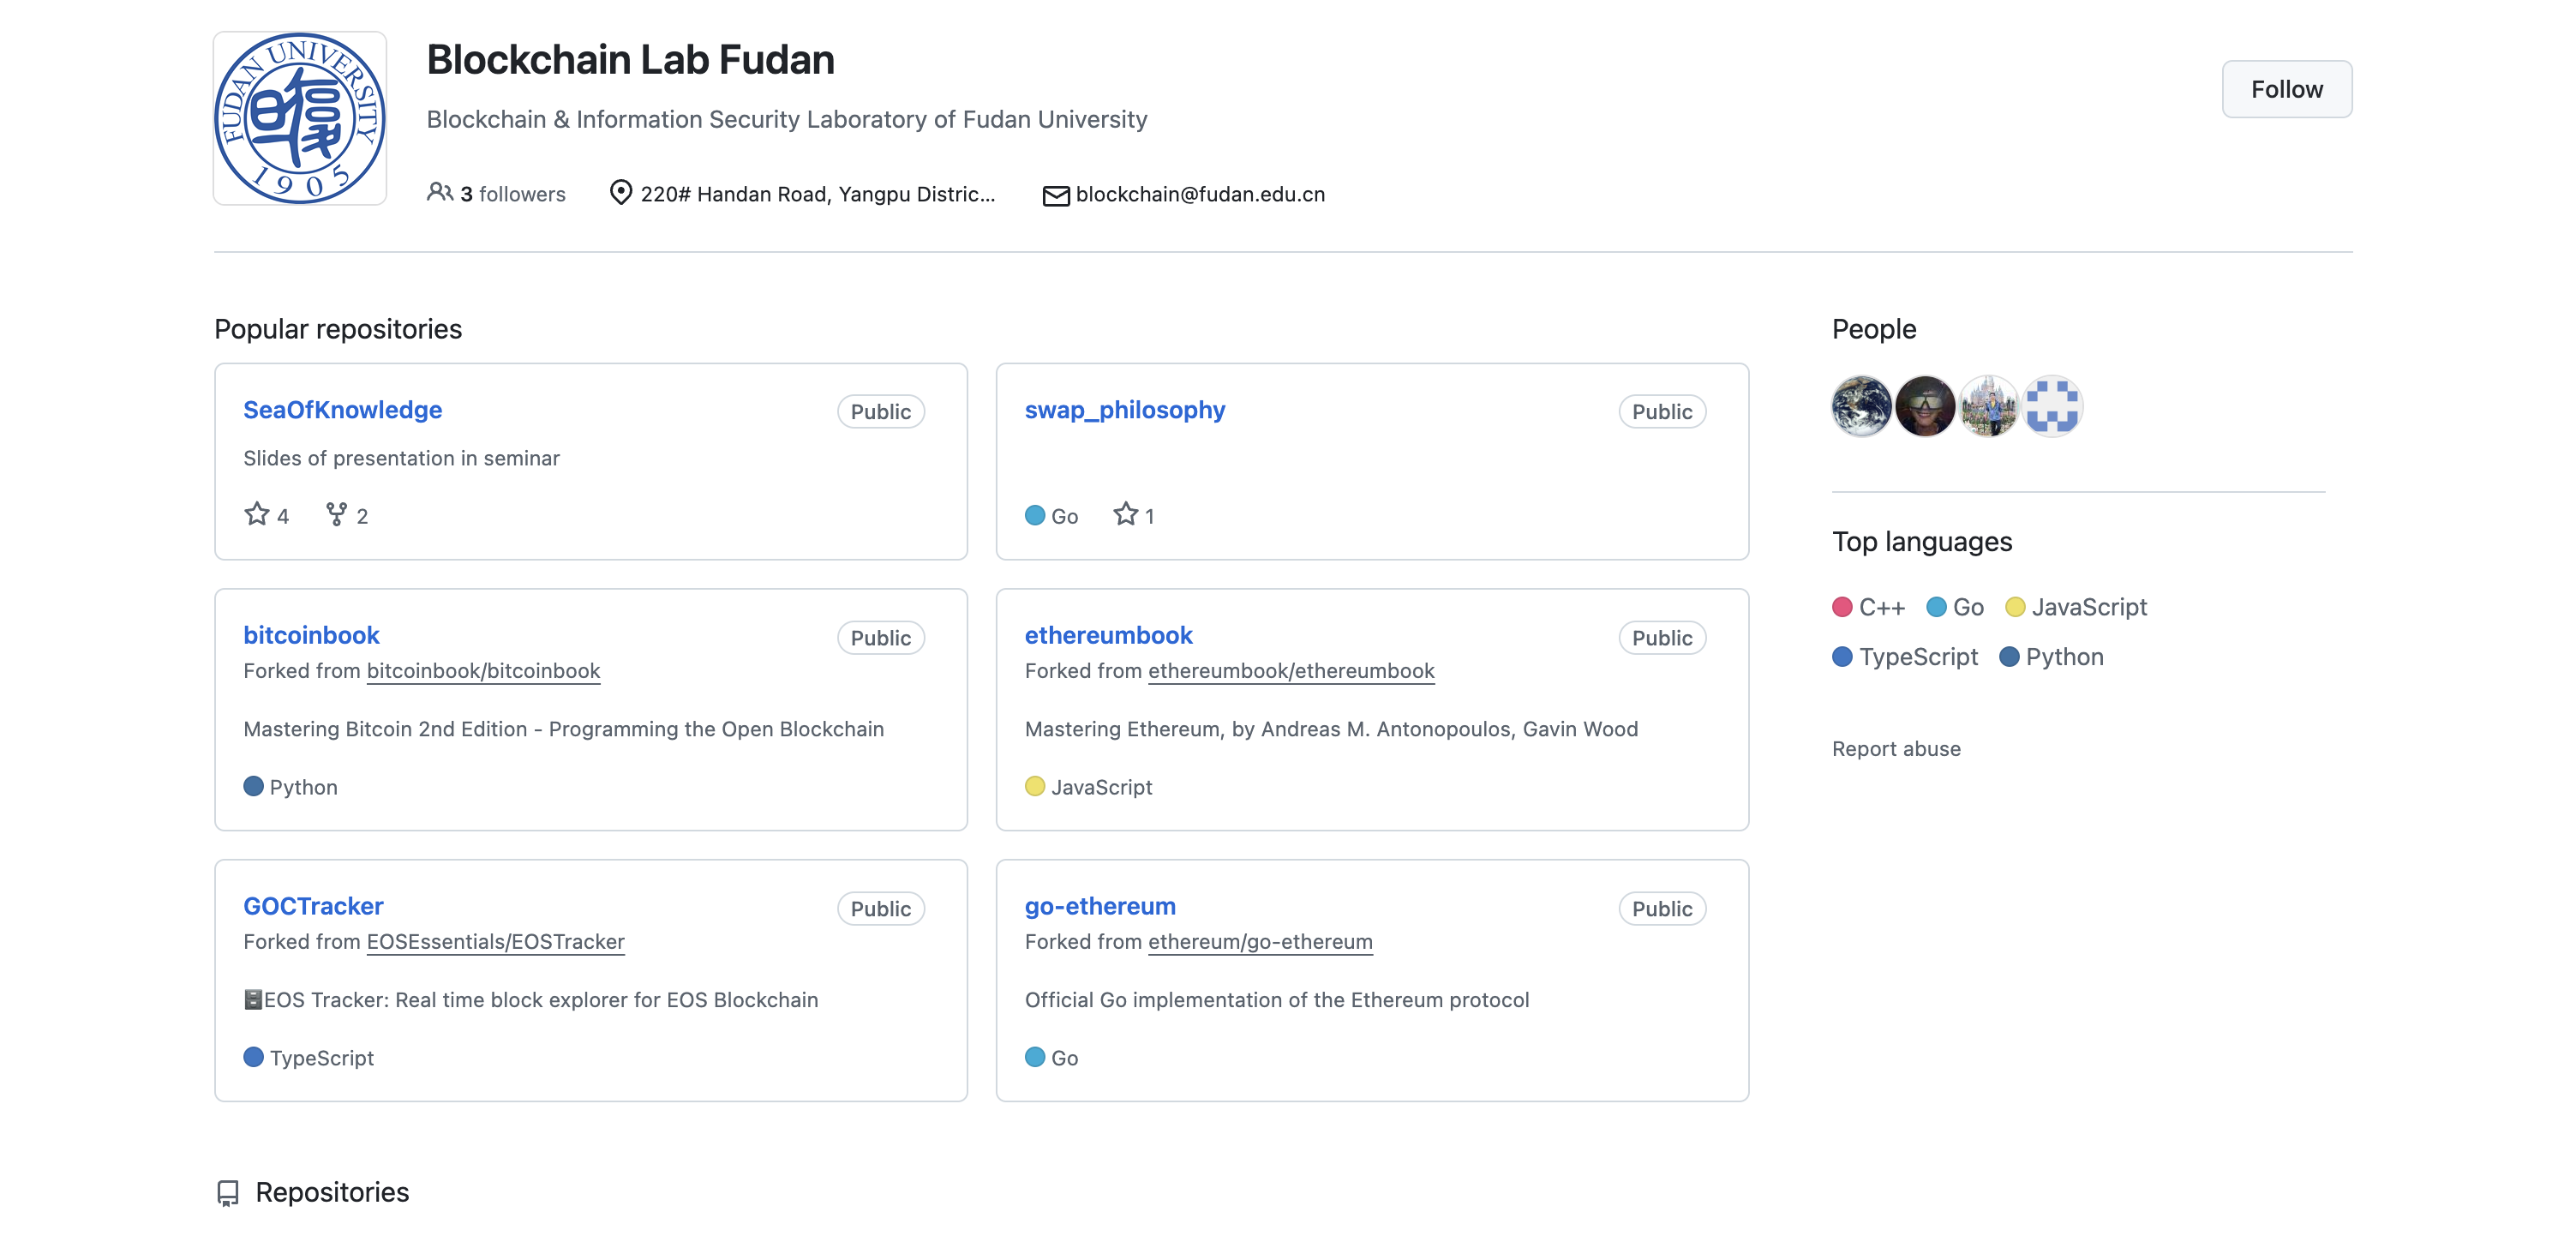 FUDAN UNIVERSITY
1905
Blockchain Lab Fudan
Blockchain & Information Security Laboratory of Fudan University
3 followers 220# Handan Road, Yangpu Distric... blockchain@fudan.edu.cn
Follow
Popular repositories
SeaOfKnowledge Public
Slides of presentation in seminar
4 2
swap_philosophy Public
Go 1
bitcoinbook Public
Forked from bitcoinbook/bitcoinbook
Mastering Bitcoin 2nd Edition - Programming the Open Blockchain
Python
ethereumbook Public
Forked from ethereumbook/ethereumbook
Mastering Ethereum, by Andreas M. Antonopoulos, Gavin Wood
JavaScript
GOCTracker Public
Forked from EOSEssentials/EOSTracker
🗄EOS Tracker: Real time block explorer for EOS Blockchain
TypeScript
go-ethereum Public
Forked from ethereum/go-ethereum
Official Go implementation of the Ethereum protocol
Go
People
Top languages
C++ Go JavaScript
TypeScript Python
Report abuse
Repositories